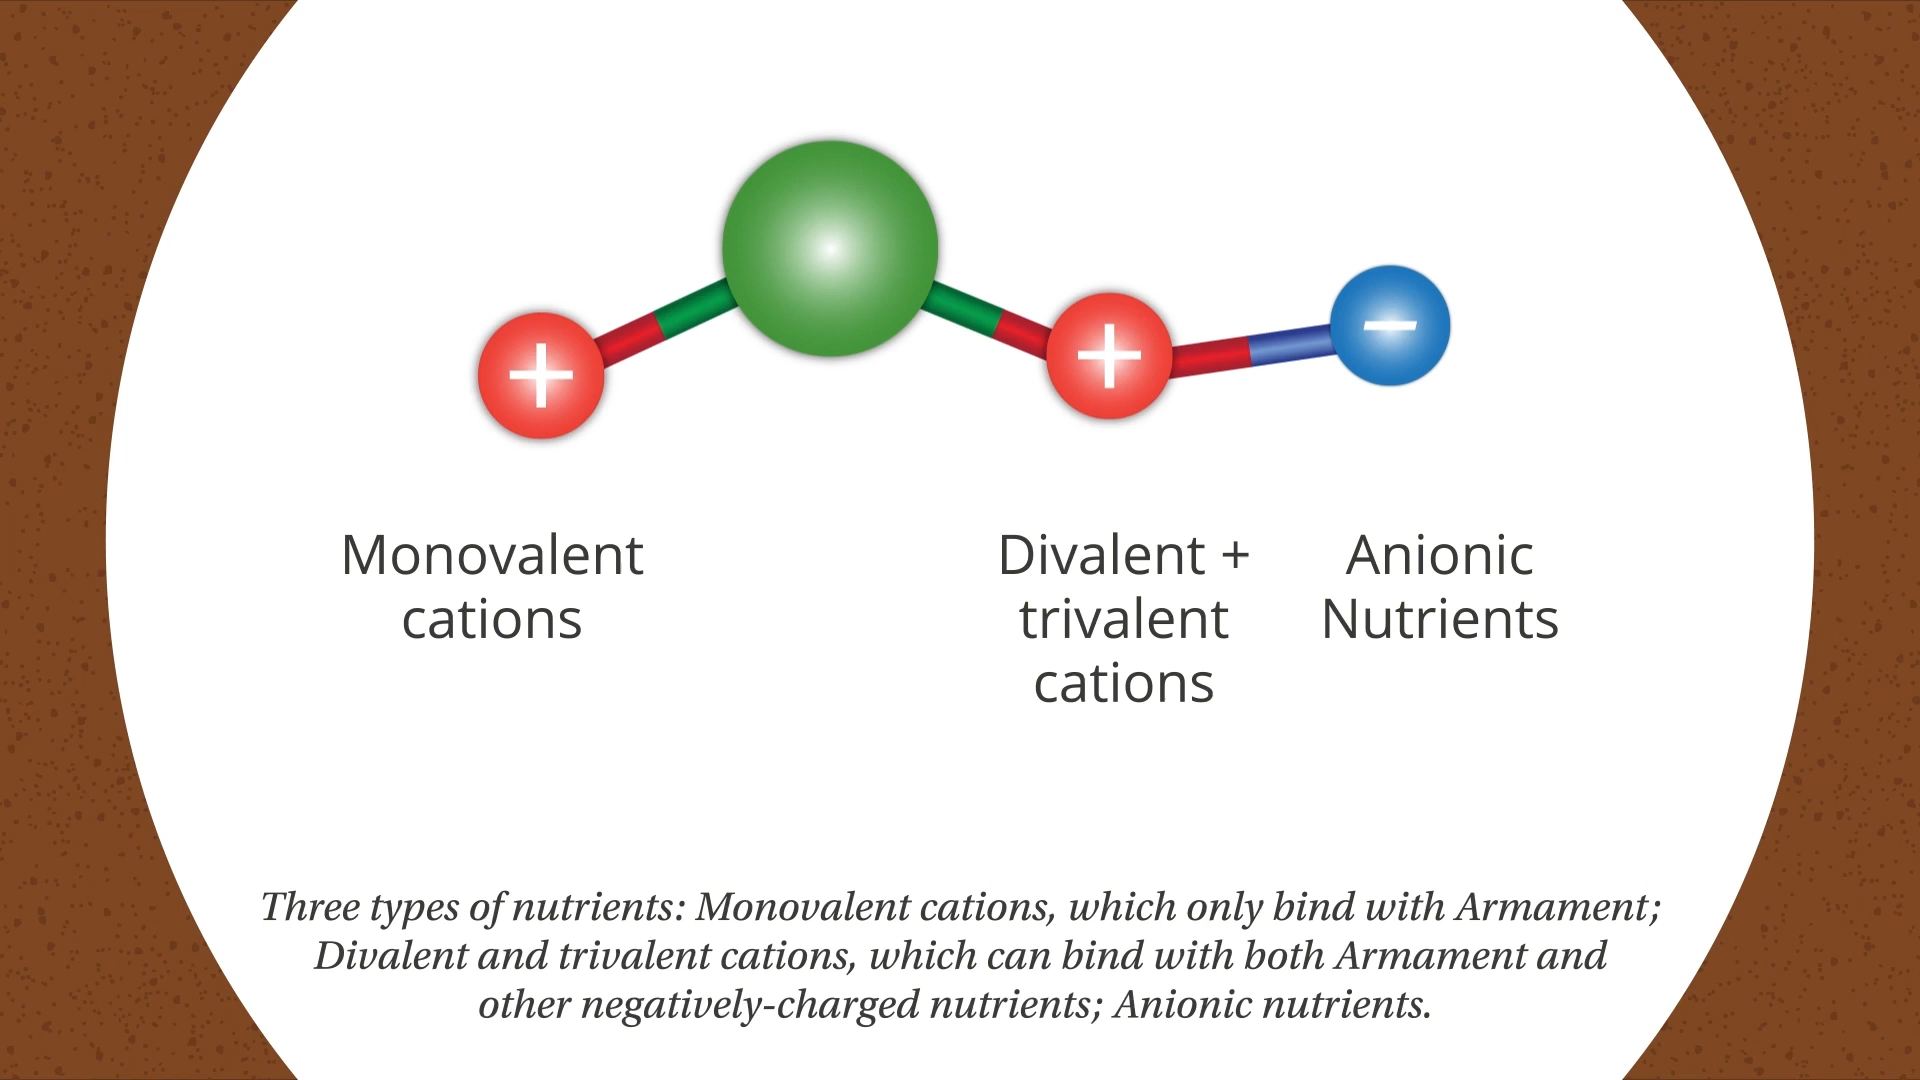 +
+
−
Monovalent
cations
Divalent +
trivalent
cations
Anionic
Nutrients
Three types of nutrients: Monovalent cations, which only bind with Armament;
Divalent and trivalent cations, which can bind with both Armament and
other negatively-charged nutrients; Anionic nutrients.